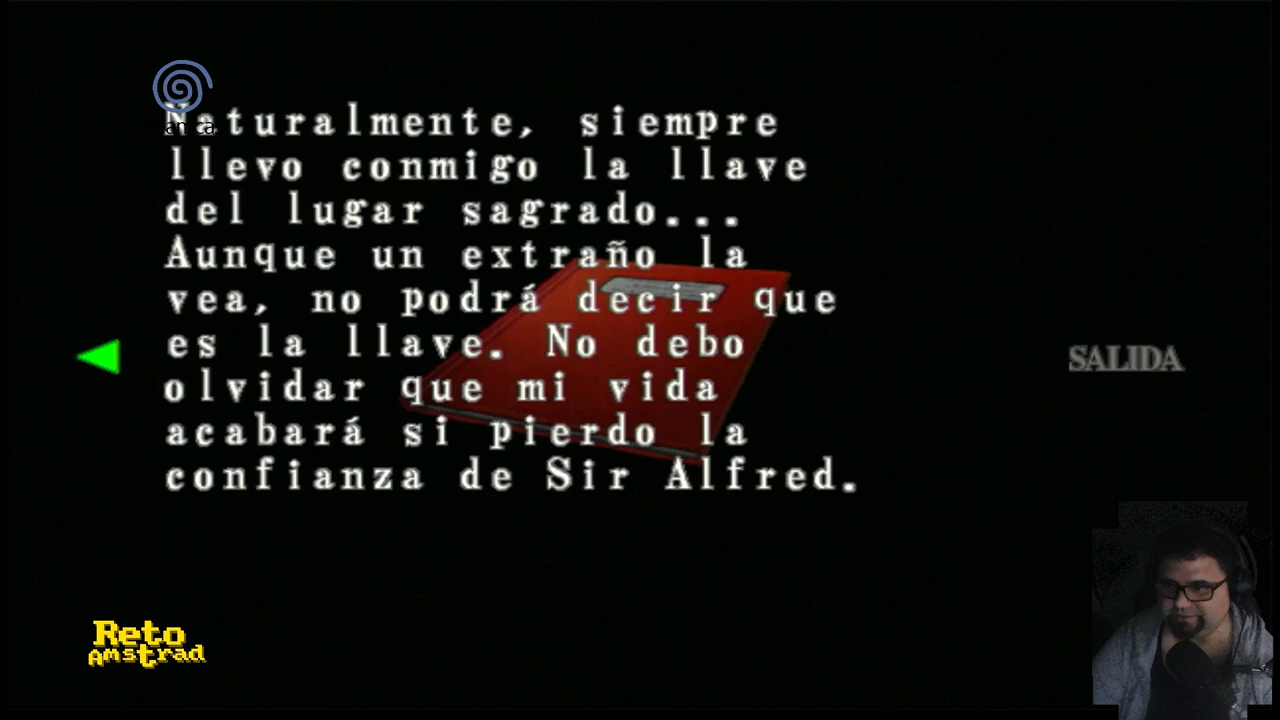 Naturalmente, siempre
llevo conmigo la llave
del lugar sagrado...
Aunque un extraño la
vea, no podrá decir que
es la llave. No debo
olvidar que mi vida
acabará si pierdo la
confianza de Sir Alfred.
SALIDA
Reto
Amstrad